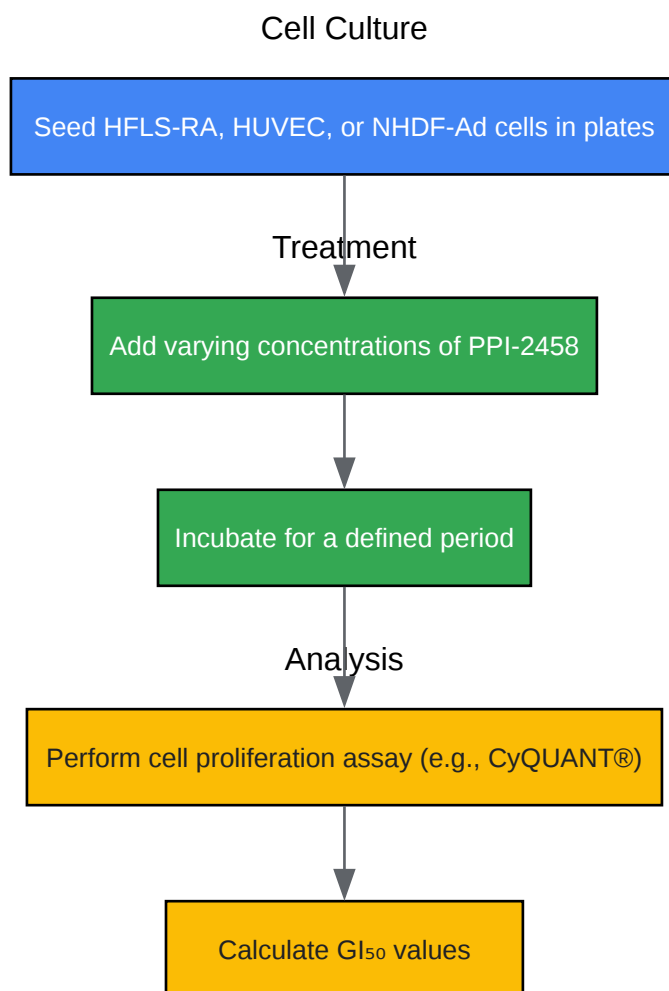 Cell Culture
Seed HFLS-RA, HUVEC, or NHDF-Ad cells in plates
Treatment
Add varying concentrations of PPI-2458
Incubate for a defined period
Analysis
Perform cell proliferation assay (e.g., CyQUANT®)
Calculate GI₅₀ values